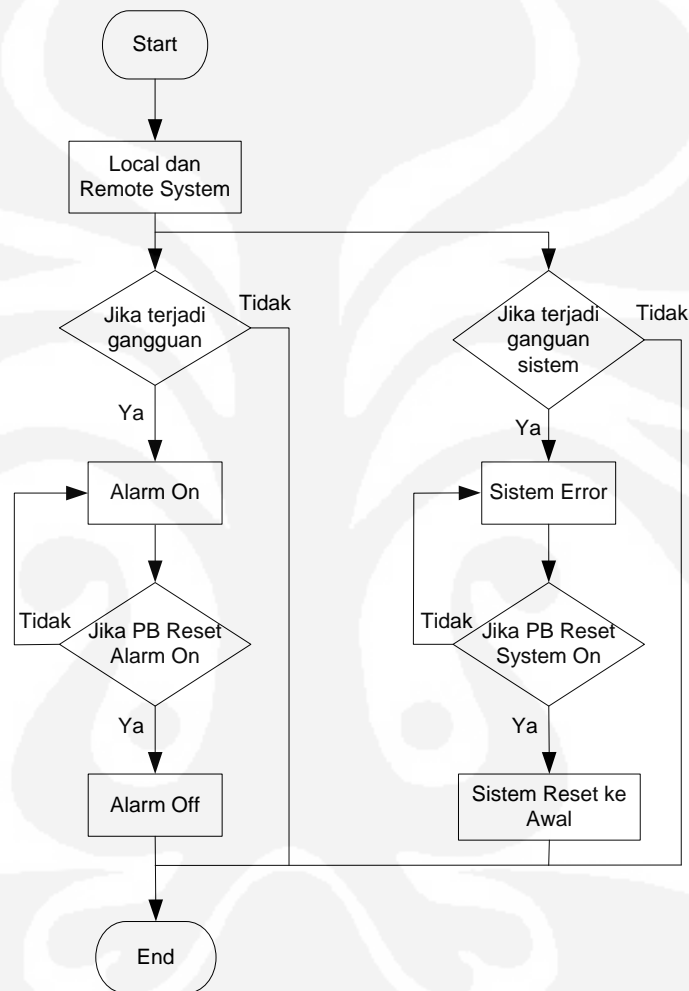 Start
Local dan
Remote System
Jika terjadi
gangguan
Tidak
Ya
Alarm On
Jika PB Reset
Alarm On
Tidak
Ya
Alarm Off
Jika terjadi
ganguan
sistem
Tidak
Ya
Sistem Error
Jika PB Reset
System On
Tidak
Ya
Sistem Reset ke
Awal
End